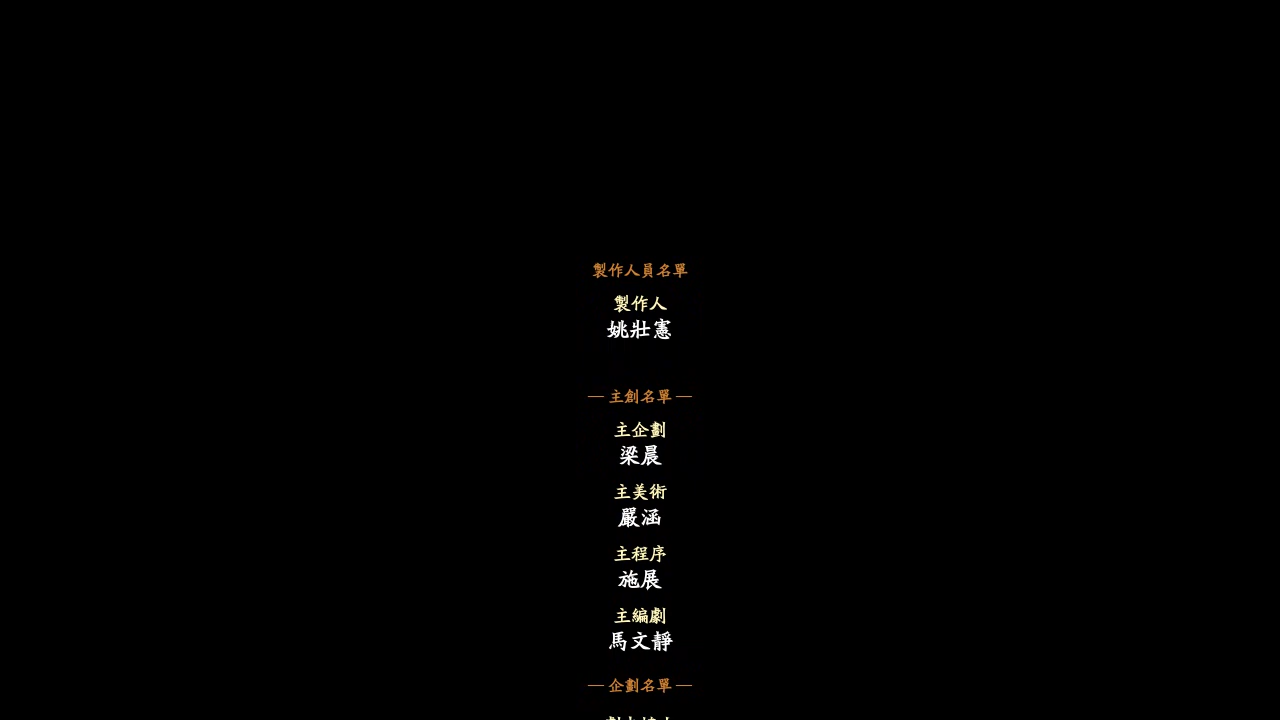 製作人員名單
製作人
姚壯憲
— 主創名單 —
主企劃
梁晨
主美術
嚴涵
主程序
施展
主編劇
馬文靜
— 企劃名單 —